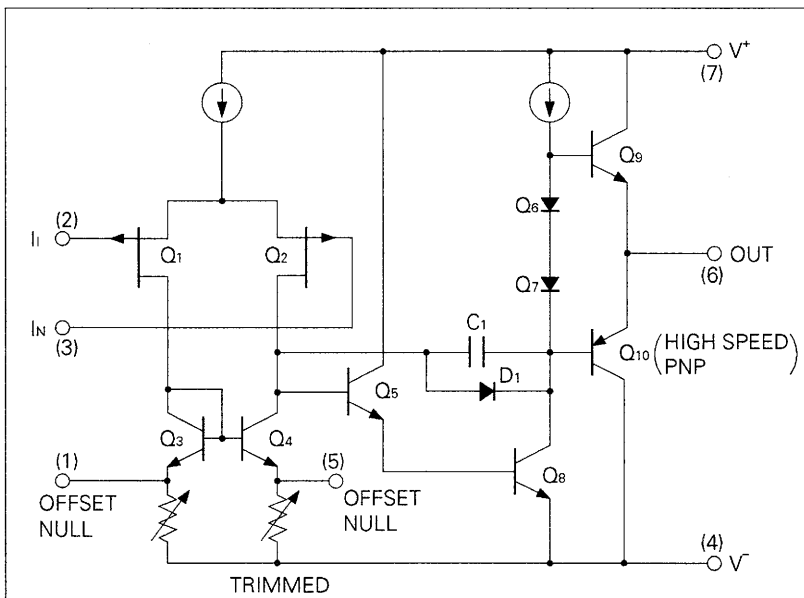 V⁺
(7)
Q9
Q6
(2)
II
Q1
Q2
OUT
(6)
Q7
IN
(3)
C1
Q10
(HIGH SPEED)
PNP
D1
Q5
Q3
Q4
(1)
(5)
Q8
OFFSET
NULL
OFFSET
NULL
(4)
V⁻
TRIMMED